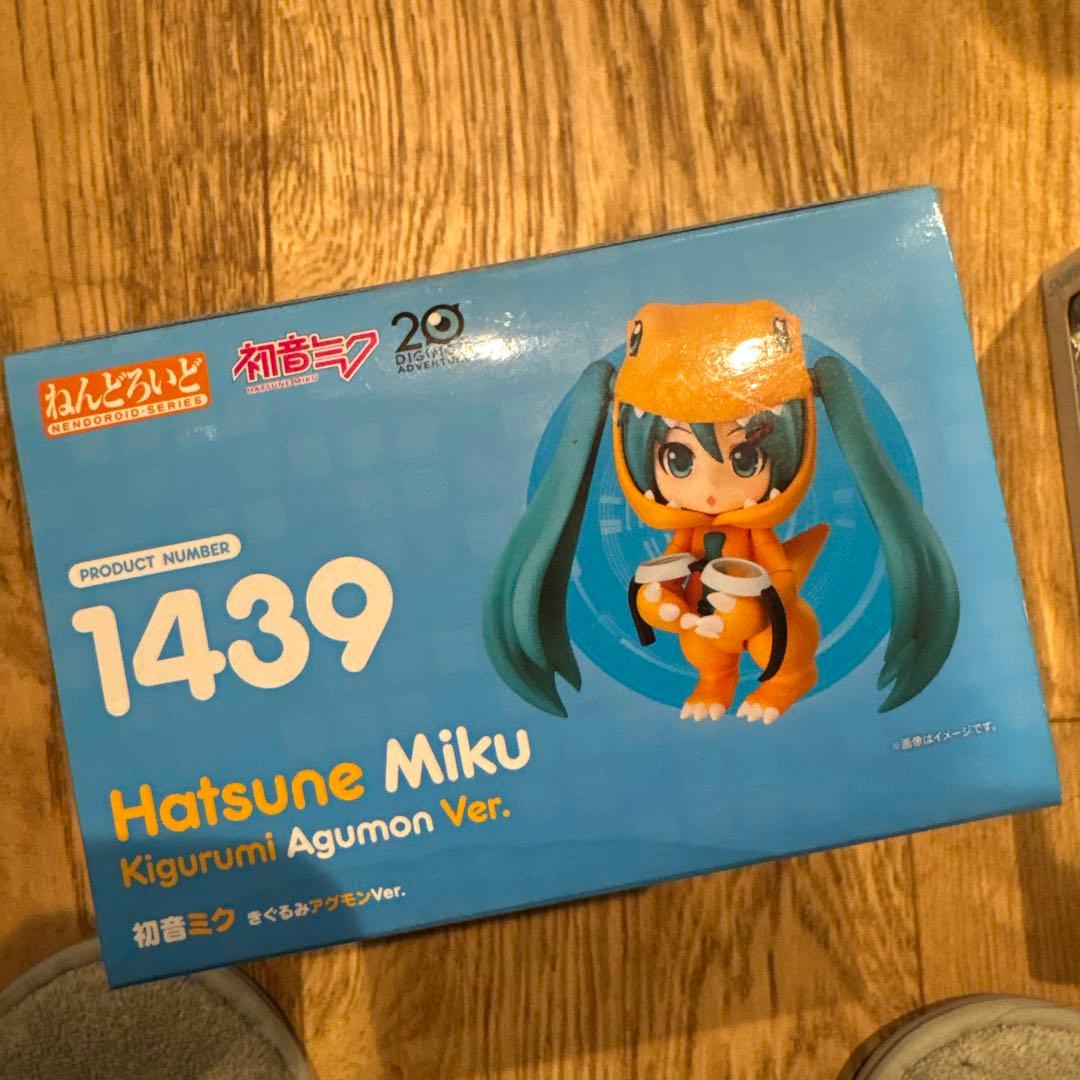 ねんどろいど
NENDOROID·SERIES
初音ミク
HATSUNE MIKU
20
DIGIMON
ADVENTURE
PRODUCT NUMBER
1439
Hatsune Miku
Kigurumi Agumon Ver.
初音ミク きぐるみアグモンVer.
※画像はイメージです。